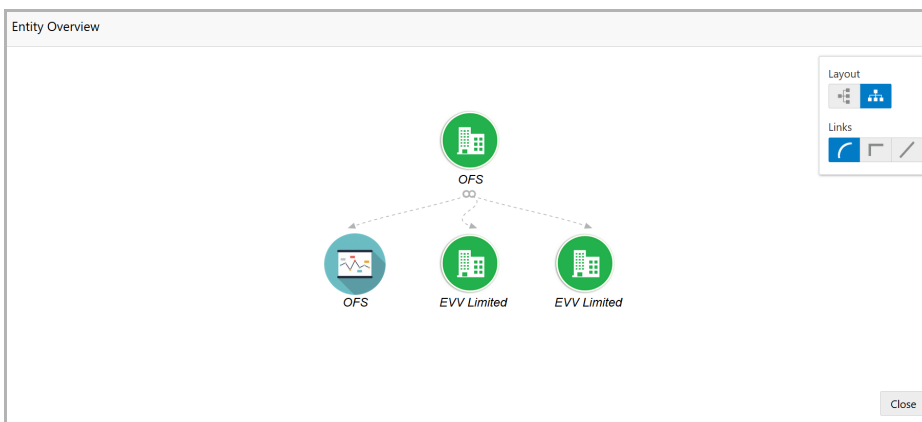 Entity Overview
Layout
Links
OFS
OFS
EVV Limited
EVV Limited
Close